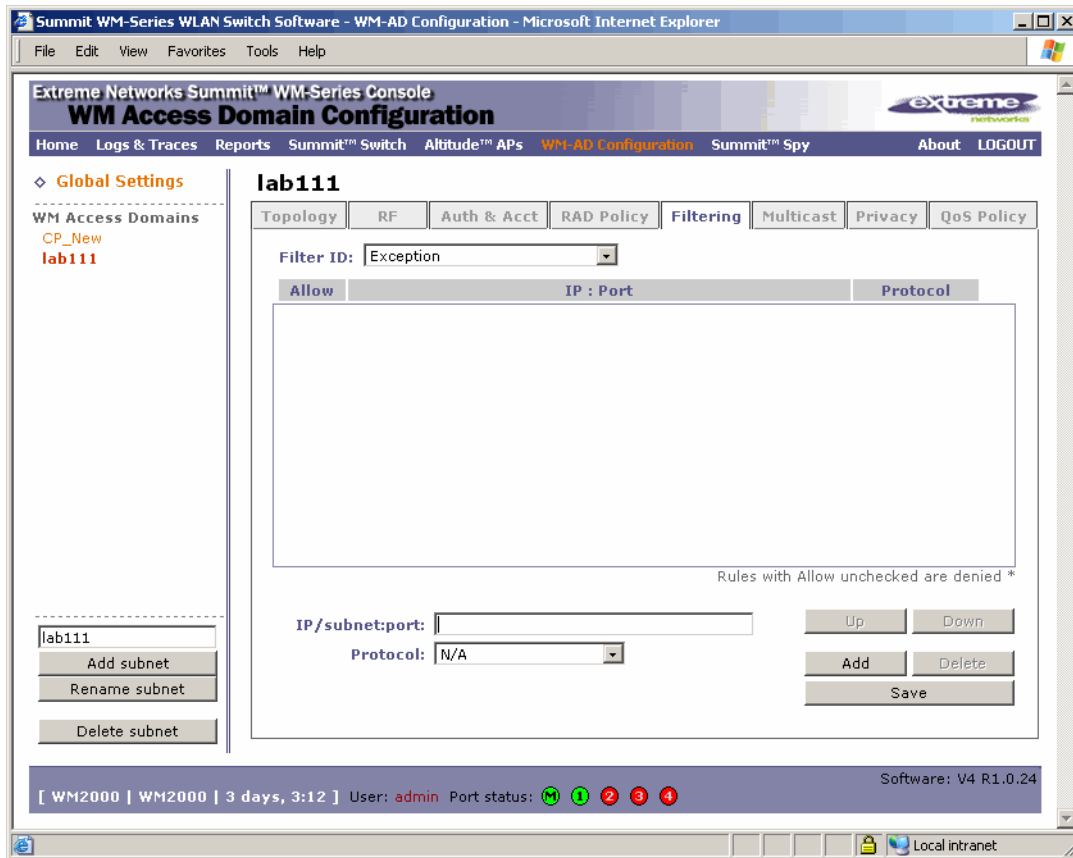 Summit WM-Series WLAN Switch Software - WM-AD Configuration - Microsoft Internet Explorer
File Edit View Favorites Tools Help
Extreme Networks Summit™ WM-Series Console
WM Access Domain Configuration
extreme networks
Home Logs & Traces Reports Summit™ Switch Altitude™ APs WM-AD Configuration Summit™ Spy About LOGOUT
Global Settings
WM Access Domains
CP_New
lab111
lab111
Add subnet
Rename subnet
Delete subnet
lab111
Topology RF Auth & Acct RAD Policy Filtering Multicast Privacy QoS Policy
Filter ID: Exception
Allow IP : Port Protocol
Rules with Allow unchecked are denied *
IP/subnet:port:
Protocol: N/A
Up Down
Add Delete
Save
Software: V4 R1.0.24
[ WM2000 | WM2000 | 3 days, 3:12 ] User: admin Port status: M 1 2 3 4
Local intranet